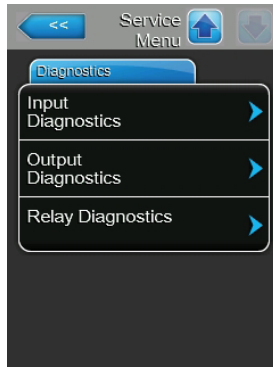 <<
Service
Menu
Diagnostics
Input
Diagnostics
Output
Diagnostics
Relay Diagnostics